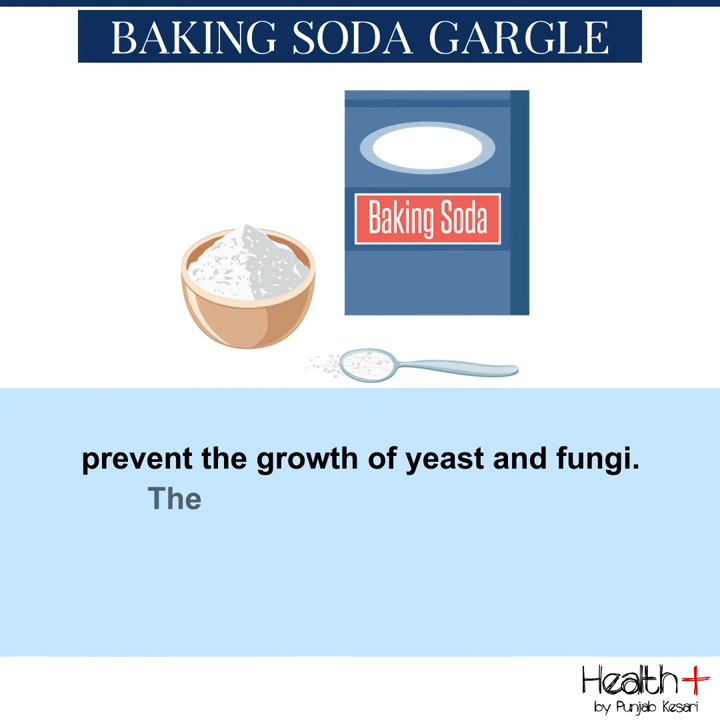 BAKING SODA GARGLE
Baking Soda
prevent the growth of yeast and fungi.
The
Health+
by Punjab Kesari